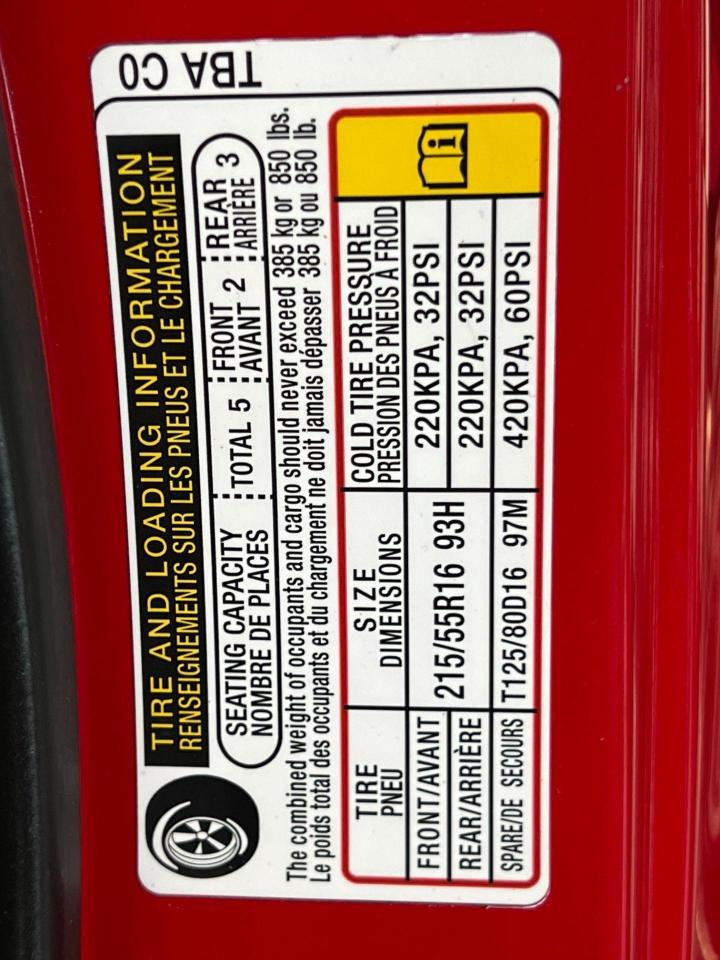 TBA C0
TIRE AND LOADING INFORMATION
RENSEIGNEMENTS SUR LES PNEUS ET LE CHARGEMENT
SEATING CAPACITY TOTAL 5 FRONT 2 REAR 3
NOMBRE DE PLACES AVANT ARRIÈRE
The combined weight of occupants and cargo should never exceed 385 kg or 850 lbs.
Le poids total des occupants et du chargement ne doit jamais dépasser 385 kg ou 850 lb.
TIRE SIZE COLD TIRE PRESSURE
PNEU DIMENSIONS PRESSION DES PNEUS À FROID
FRONT/AVANT 215/55R16 93H 220KPA, 32PSI
REAR/ARRIÈRE 220KPA, 32PSI
SPARE/DE SECOURS T125/80D16 97M 420KPA, 60PSI